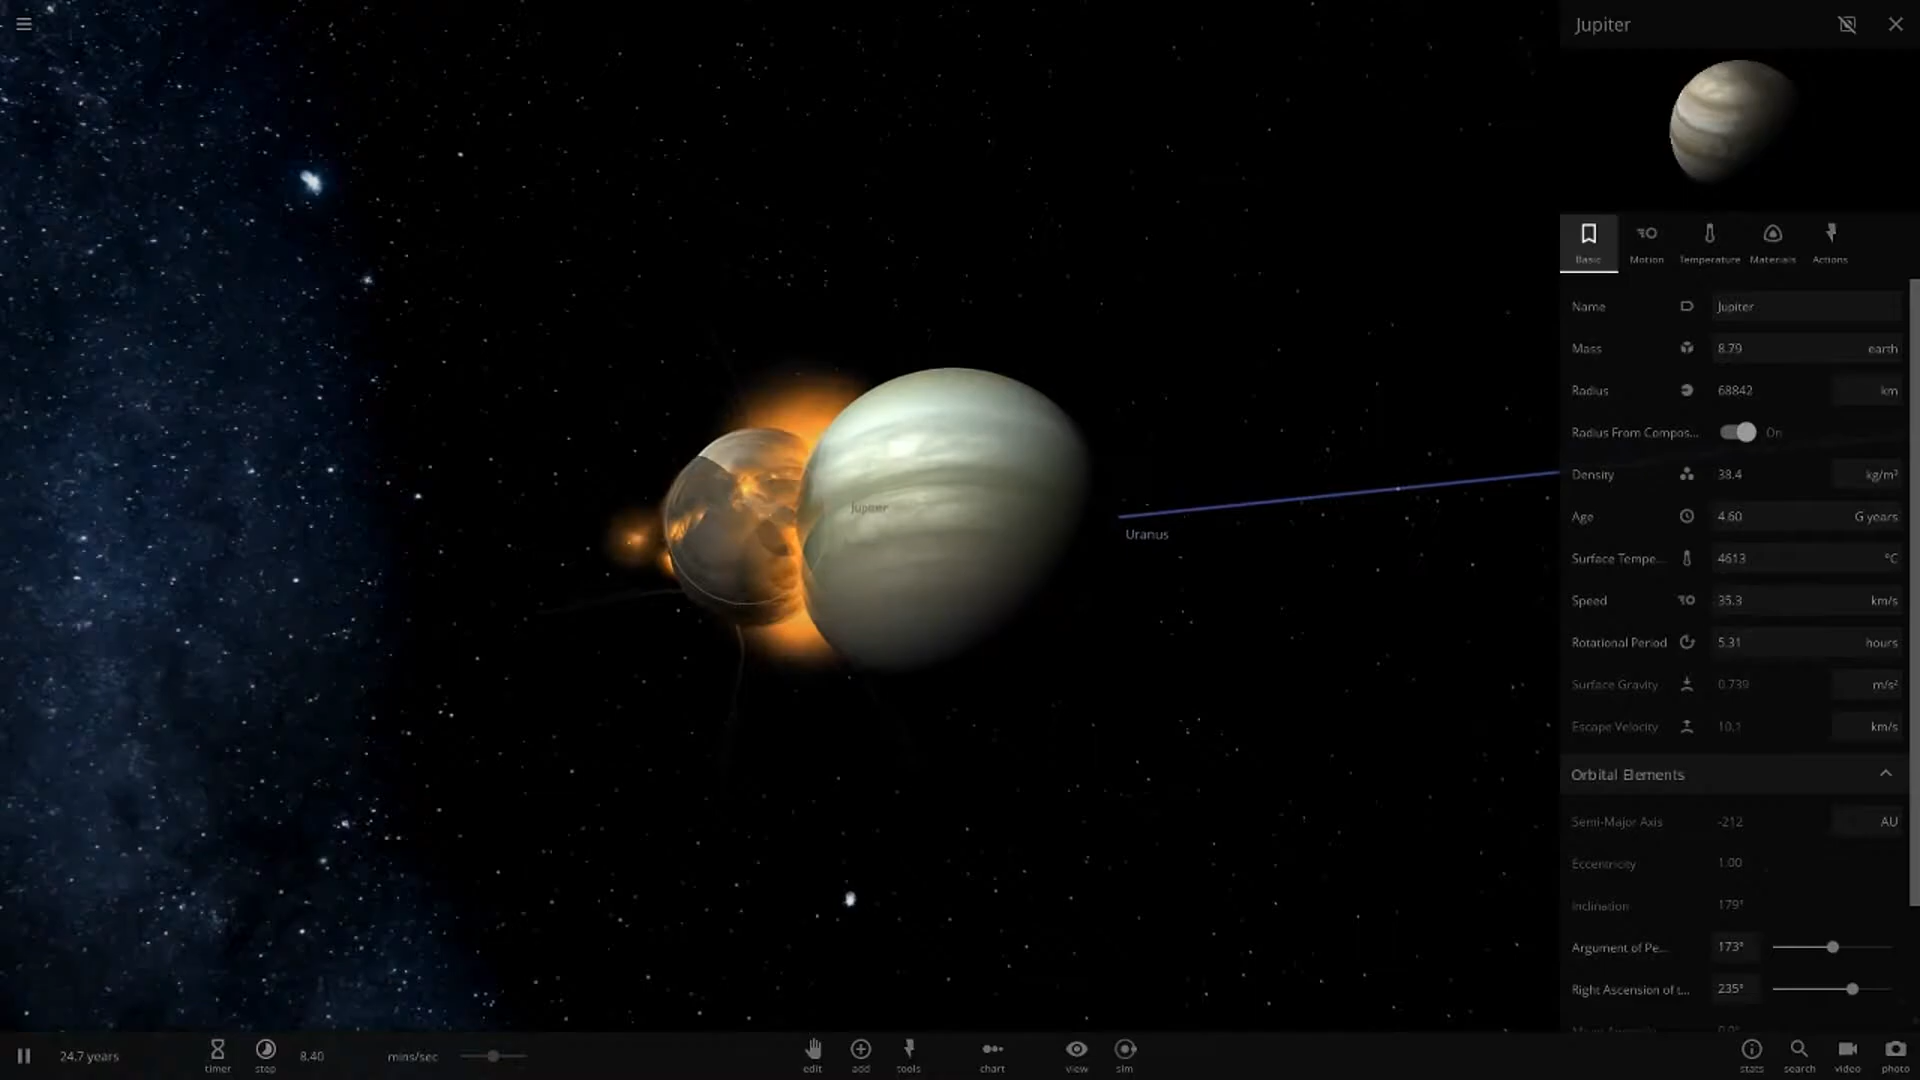 Jupiter
Basic
Motion
Temperature
Materials
Actions
Name Jupiter
Mass 8.79 earth
Radius 68842 km
Radius From Compos... On
Density 38.4 kg/m³
Age 4.60 G years
Surface Tempe... 4613 °C
Speed 35.3 km/s
Rotational Period 5.31 hours
Surface Gravity 0.739 m/s²
Escape Velocity 10.1 km/s
Orbital Elements
Semi-Major Axis -212 AU
Eccentricity 1.00
Inclination 179°
Argument of Pe... 173°
Right Ascension of t... 235°
Jupiter
Uranus
24.7 years
timer
step
8.40 mins/sec
edit
add
tools
chart
view
sim
stats
search
video
photo